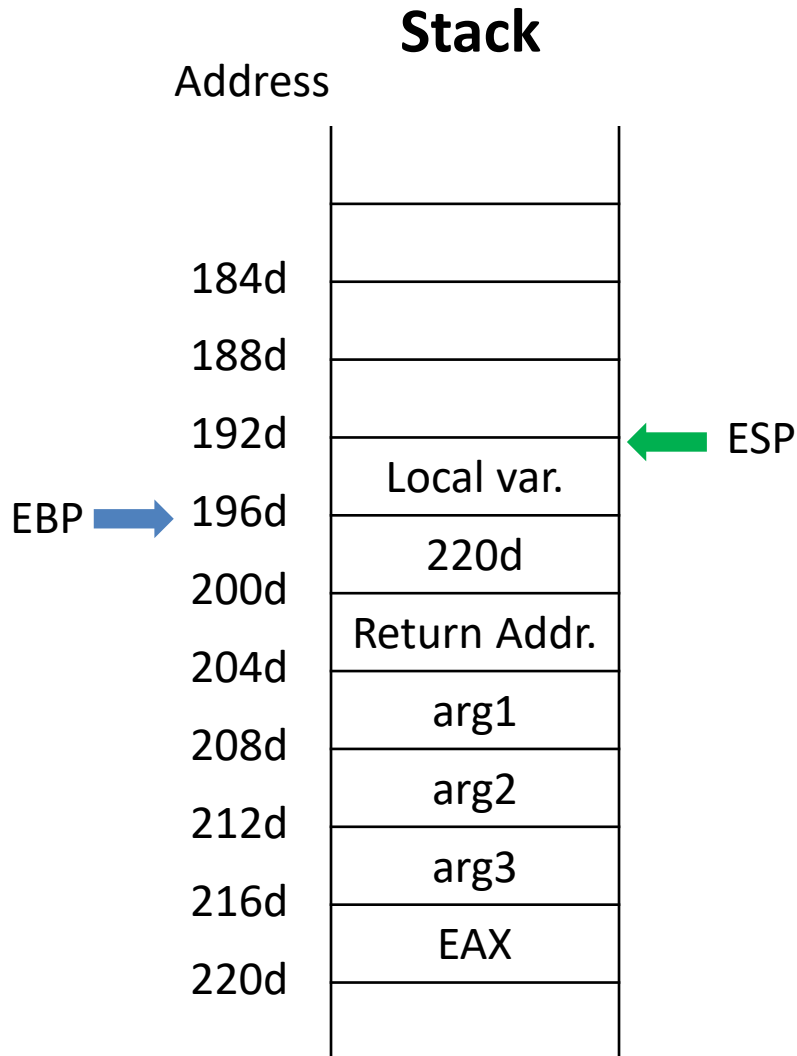 Stack
Address
184d
188d
192d
ESP
Local var.
EBP
196d
220d
200d
Return Addr.
204d
arg1
208d
arg2
212d
arg3
216d
EAX
220d